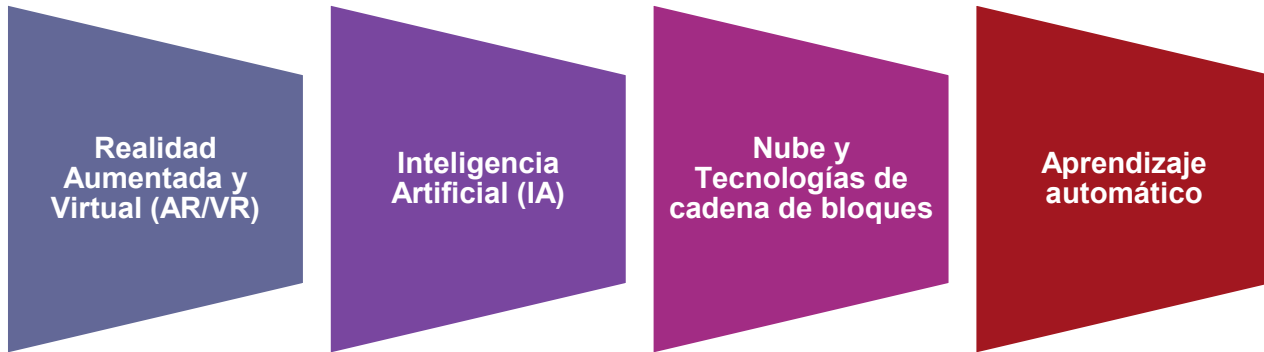 Realidad
Aumentada y
Virtual (AR/VR)
Inteligencia
Artificial (IA)
Nube y
Tecnologías de
cadena de bloques
Aprendizaje
automático